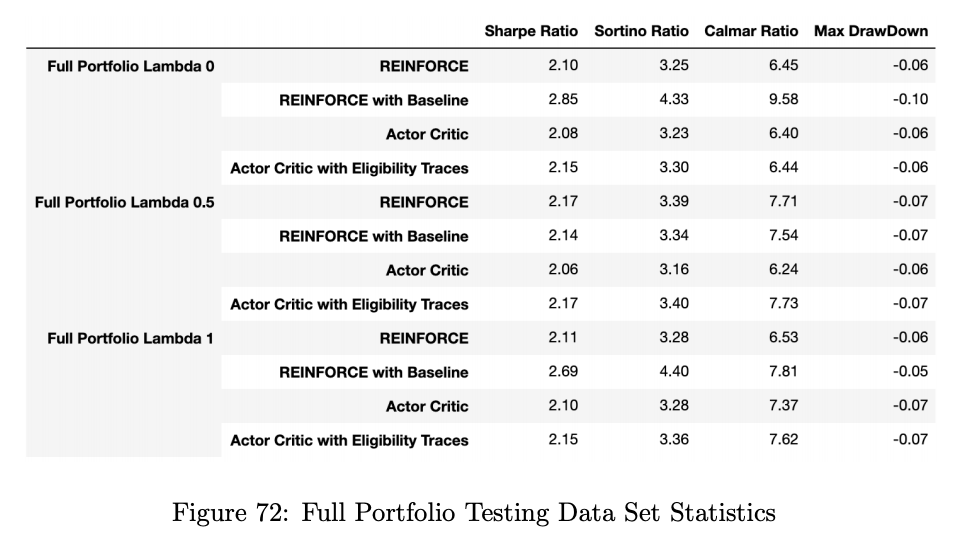 Sharpe Ratio Sortino Ratio Calmar Ratio Max DrawDown
Full Portfolio Lambda 0 REINFORCE 2.10 3.25 6.45 -0.06
REINFORCE with Baseline 2.85 4.33 9.58 -0.10
Actor Critic 2.08 3.23 6.40 -0.06
Actor Critic with Eligibility Traces 2.15 3.30 6.44 -0.06
Full Portfolio Lambda 0.5 REINFORCE 2.17 3.39 7.71 -0.07
REINFORCE with Baseline 2.14 3.34 7.54 -0.07
Actor Critic 2.06 3.16 6.24 -0.06
Actor Critic with Eligibility Traces 2.17 3.40 7.73 -0.07
Full Portfolio Lambda 1 REINFORCE 2.11 3.28 6.53 -0.06
REINFORCE with Baseline 2.69 4.40 7.81 -0.05
Actor Critic 2.10 3.28 7.37 -0.07
Actor Critic with Eligibility Traces 2.15 3.36 7.62 -0.07
Figure 72: Full Portfolio Testing Data Set Statistics